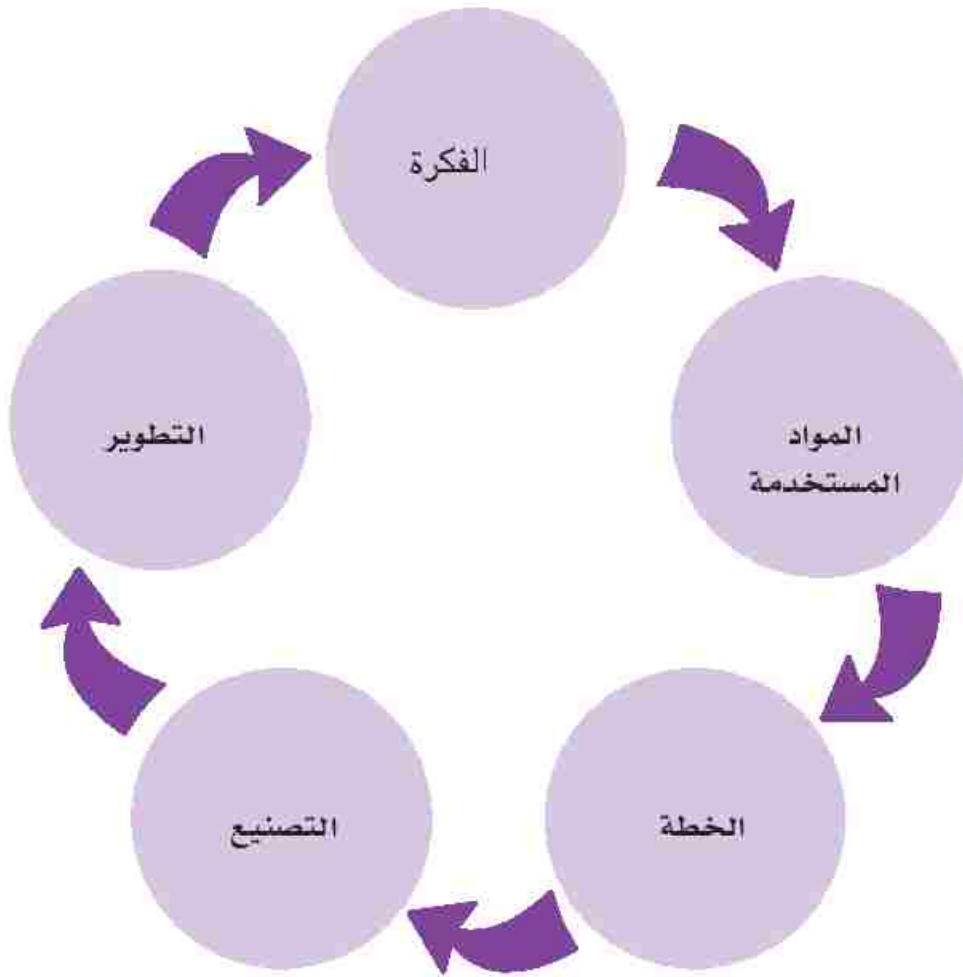 الفكرة
المواد
المستخدمة
الخطة
التصنيع
التطوير